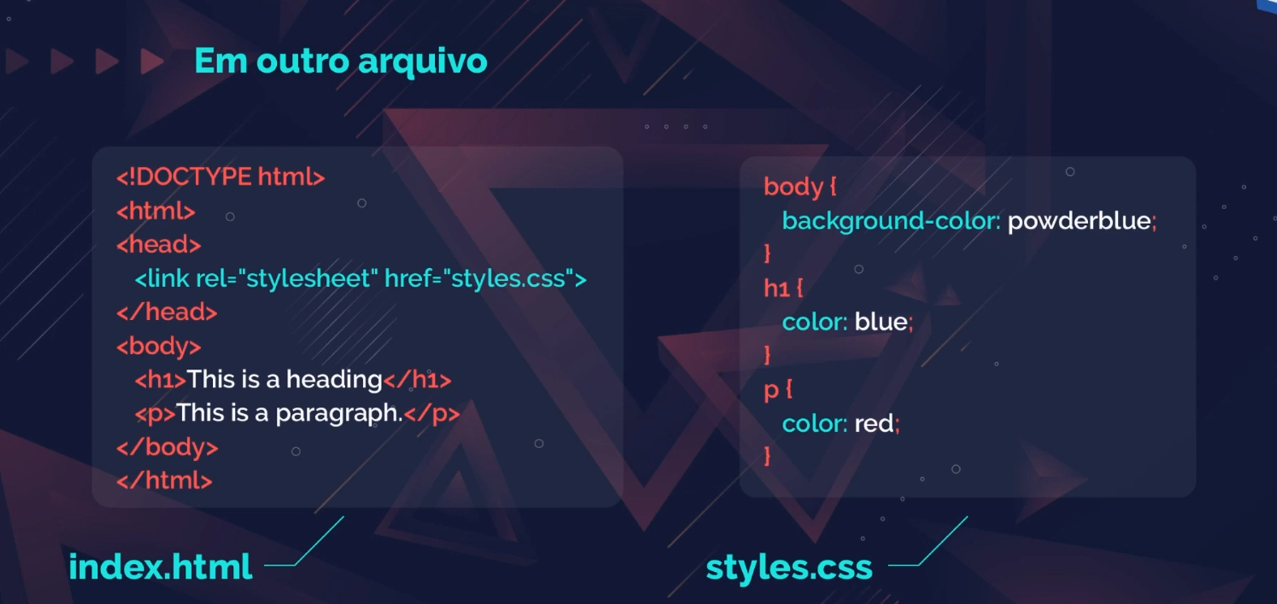 Em outro arquivo
<!DOCTYPE html>
<html>
<head>
<link rel="stylesheet" href="styles.css">
</head>
<body>
<h1>This is a heading</h1>
<p>This is a paragraph.</p>
</body>
</html>
index.html
body {
background-color: powderblue;
}
h1 {
color: blue;
}
p {
color: red;
}
styles.css